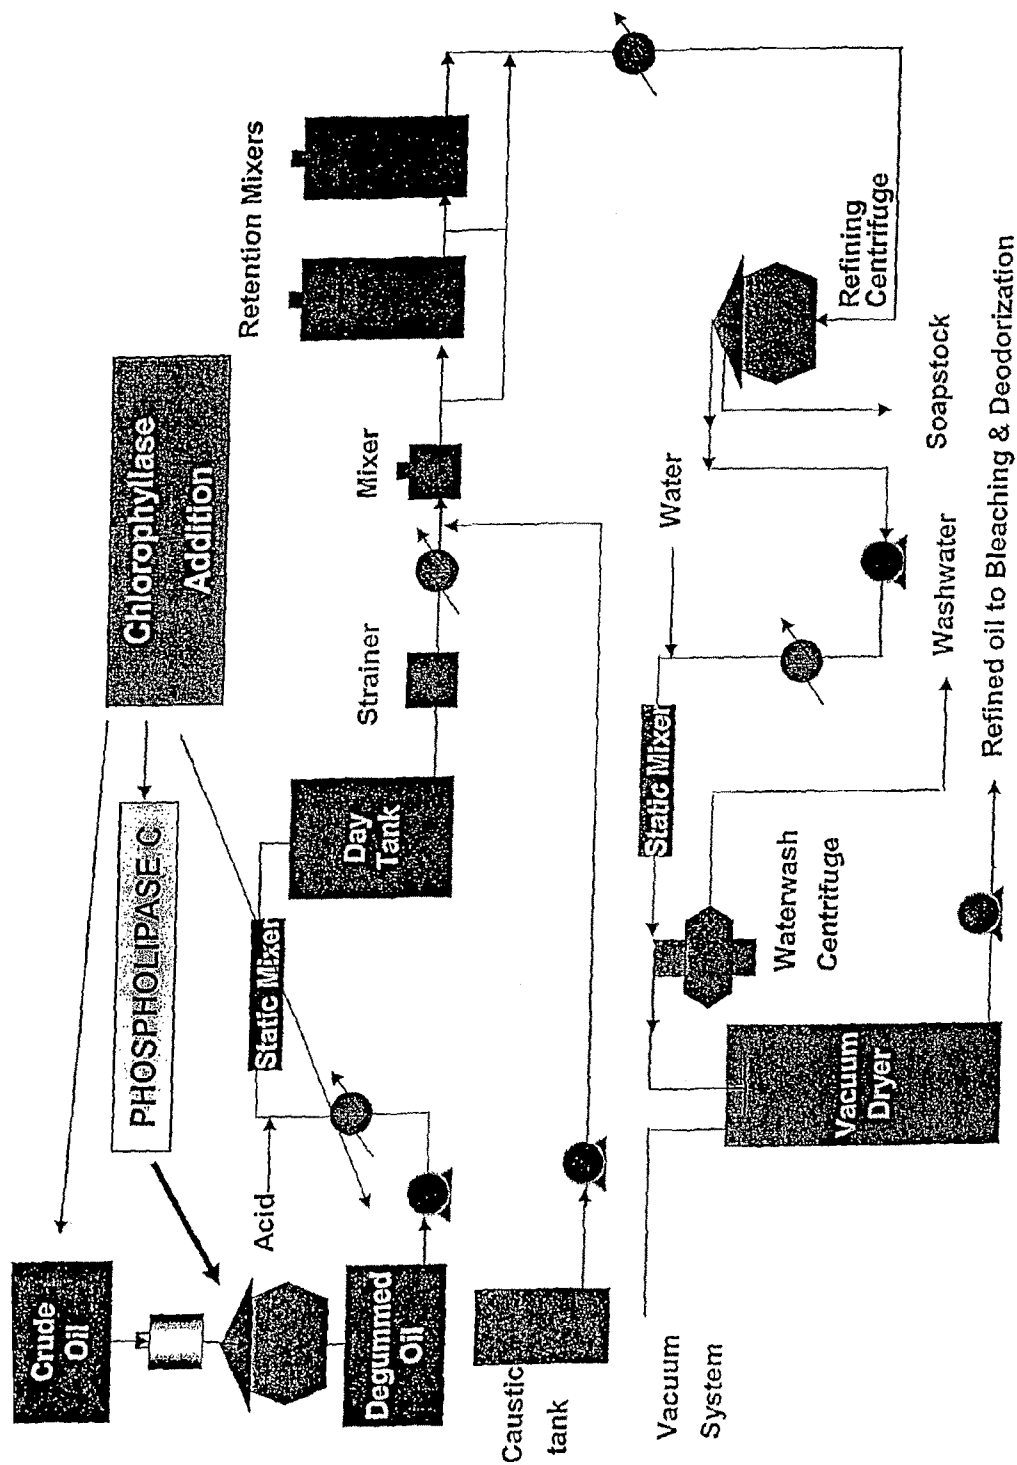 Crude
Oil
PHOSPHOLIPASE C
Chlorophyllase
Addition
Retention Mixers
Acid
Static Mixer
Day
Tank
Strainer
Mixer
Degummed
Oil
Caustic
tank
Vacuum
System
Vacuum
Dryer
Waterwash
Centrifuge
Static Mixer
Water
Washwater
Soapstock
Refining
Centrifuge
Refined oil to Bleaching & Deodorization